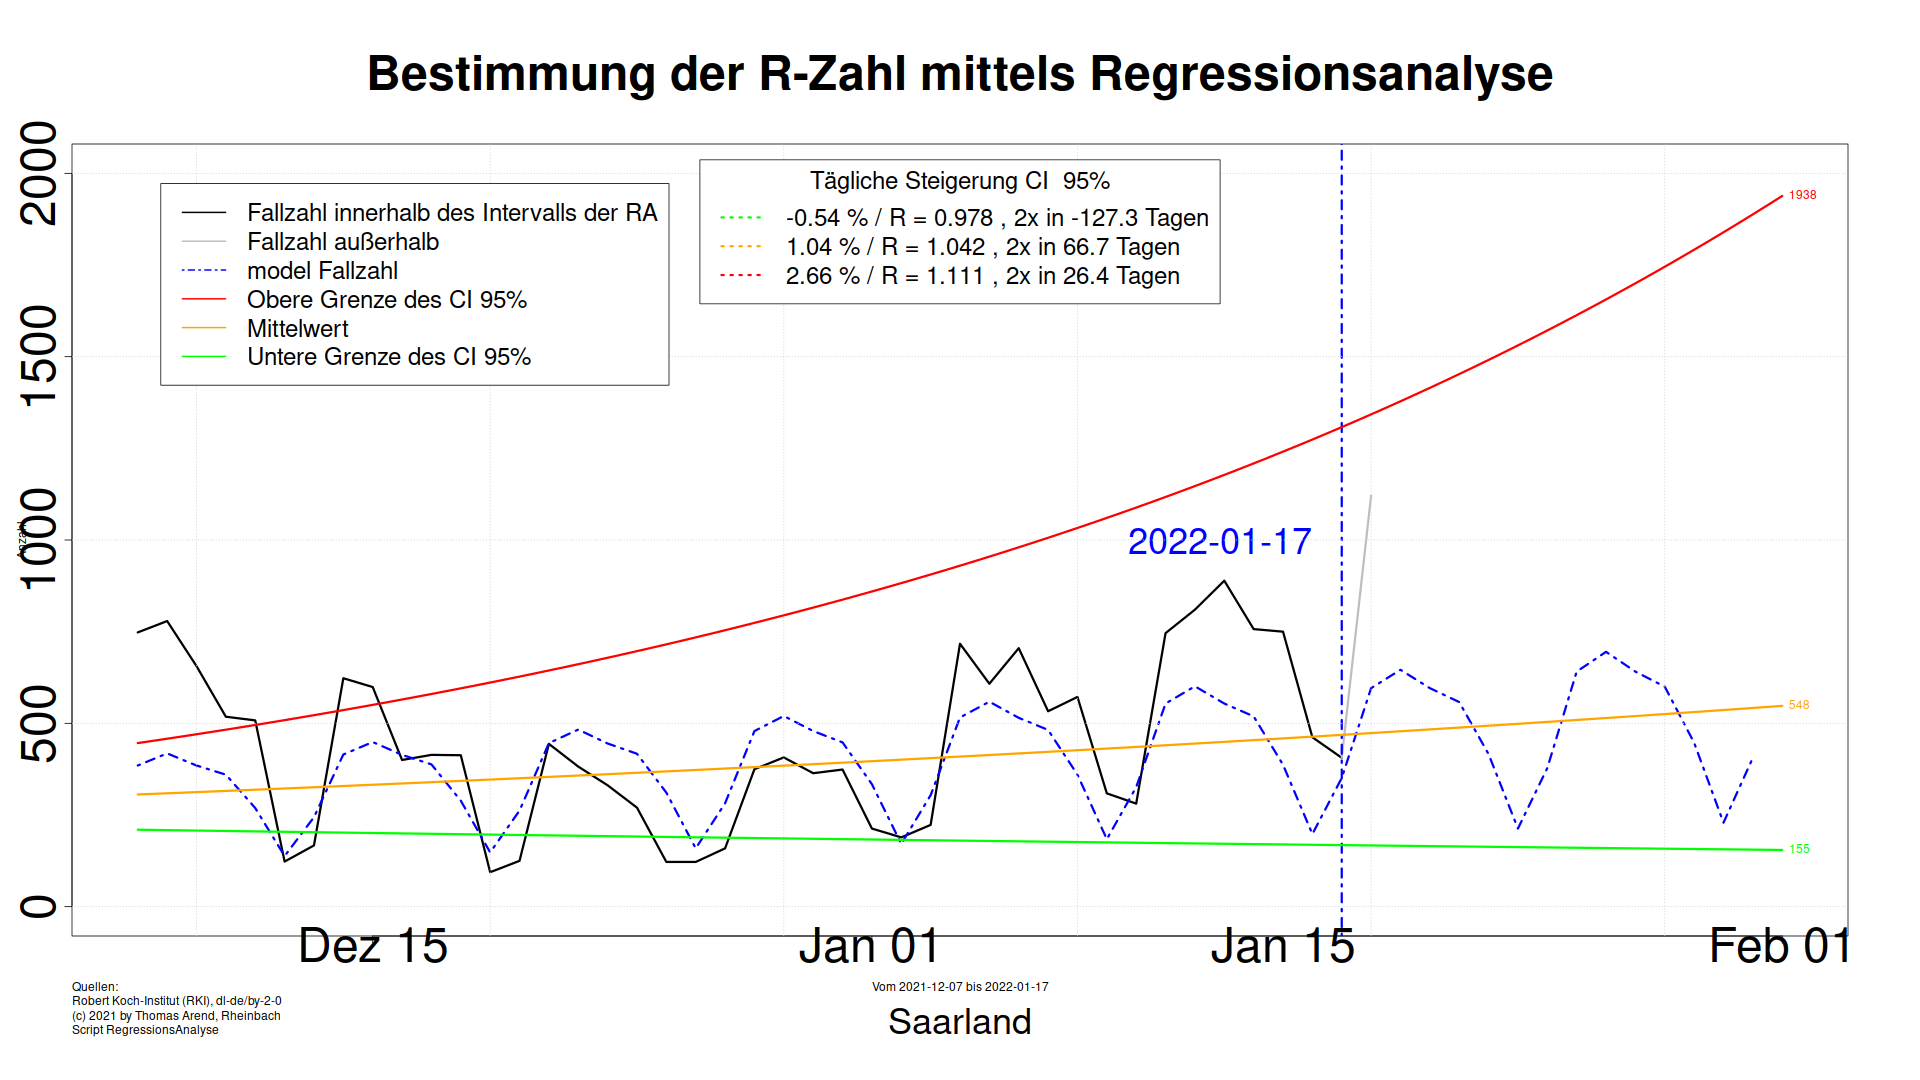 Bestimmung der R-Zahl mittels Regressionsanalyse
2000
1500
1000
500
0
Anzahl
Fallzahl innerhalb des Intervalls der RA
Fallzahl außerhalb
model Fallzahl
Obere Grenze des CI 95%
Mittelwert
Untere Grenze des CI 95%
Tägliche Steigerung CI  95%
-0.54 % / R = 0.978 , 2x in -127.3 Tagen
1.04 % / R = 1.042 , 2x in 66.7 Tagen
2.66 % / R = 1.111 , 2x in 26.4 Tagen
1938
2022-01-17
548
155
Dez 15
Jan 01
Jan 15
Feb 01
Quellen:
Robert Koch-Institut (RKI), dl-de/by-2-0
(c) 2021 by Thomas Arend, Rheinbach
Script RegressionsAnalyse
Vom 2021-12-07 bis 2022-01-17
Saarland